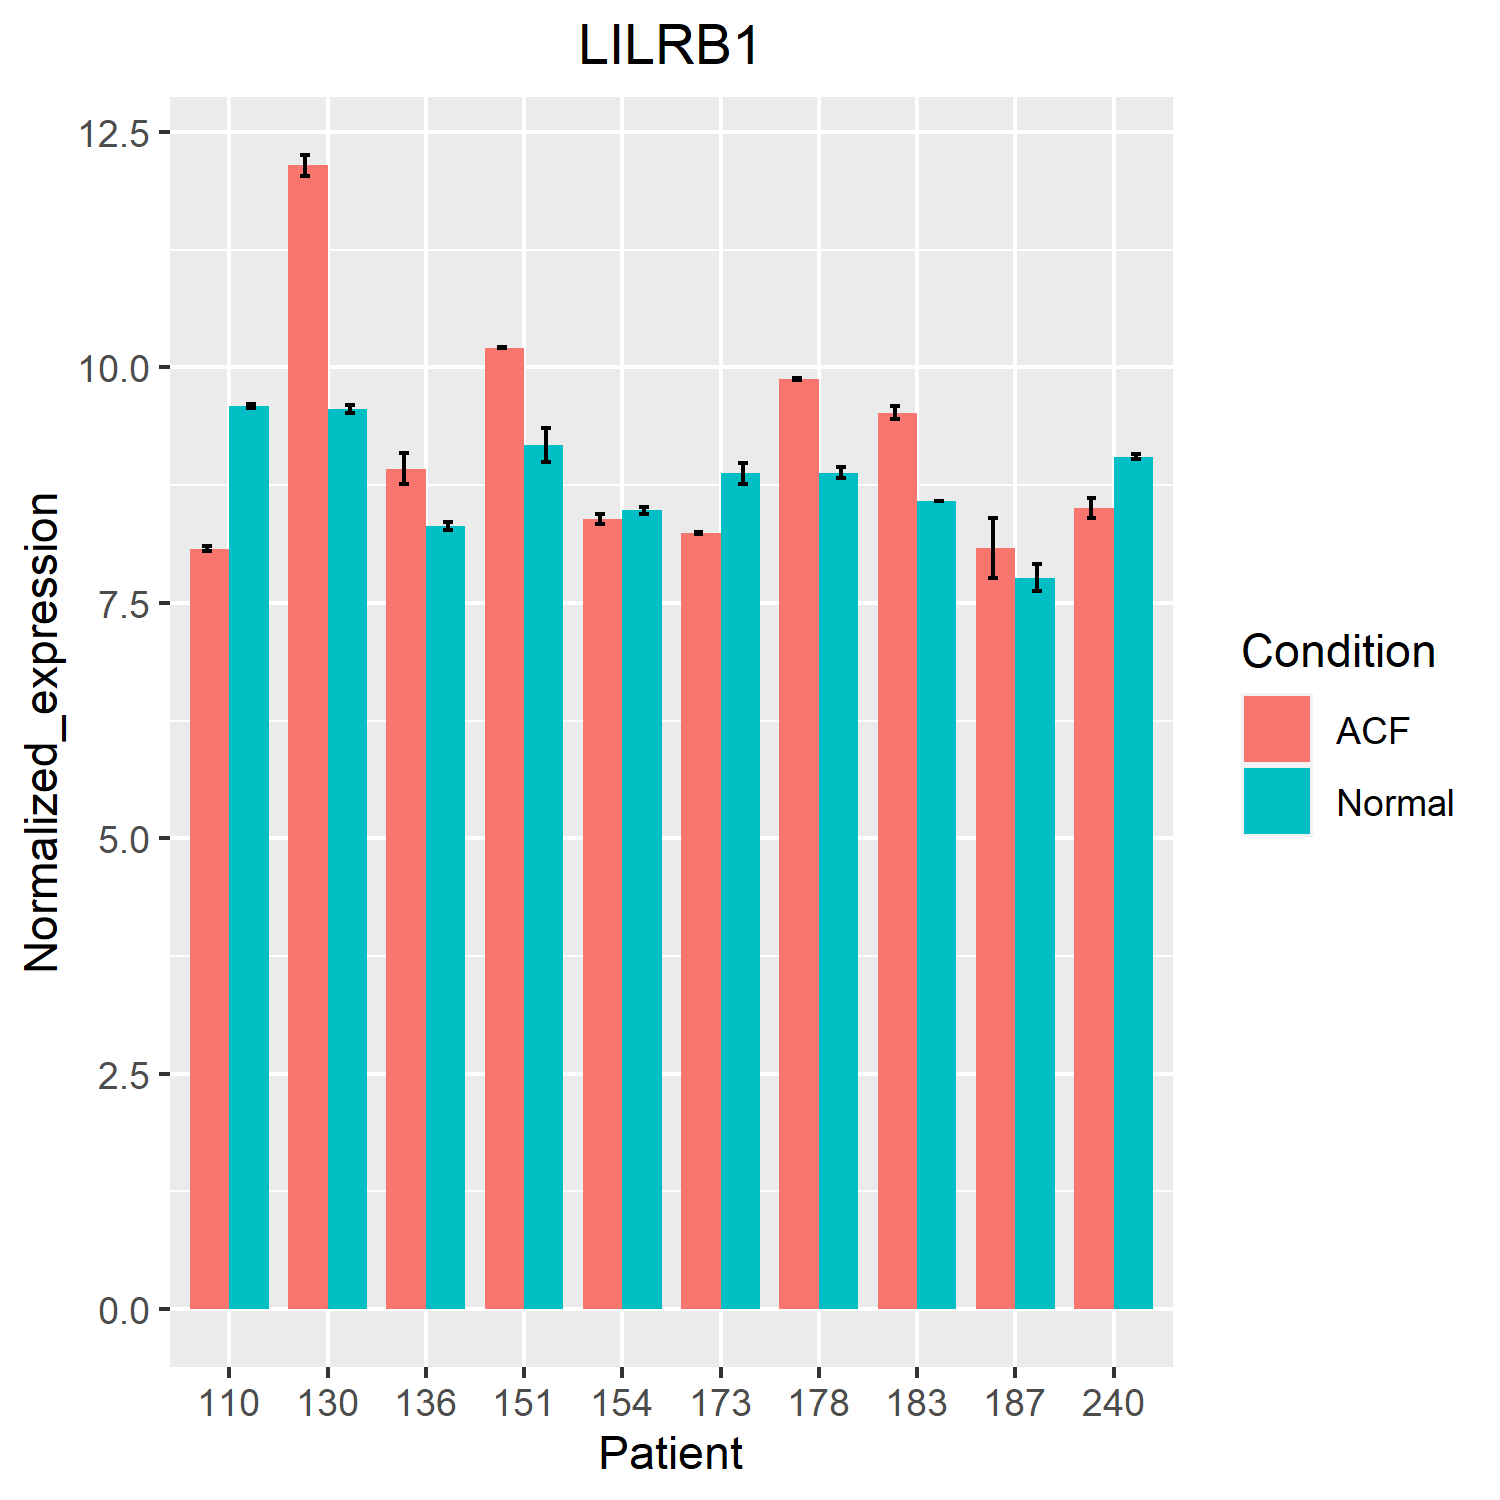 LILRB1
12.5
10.0
7.5
5.0
2.5
0.0
Normalized_expression
110 130 136 151 154 173 178 183 187 240
Patient
Condition
ACF
Normal